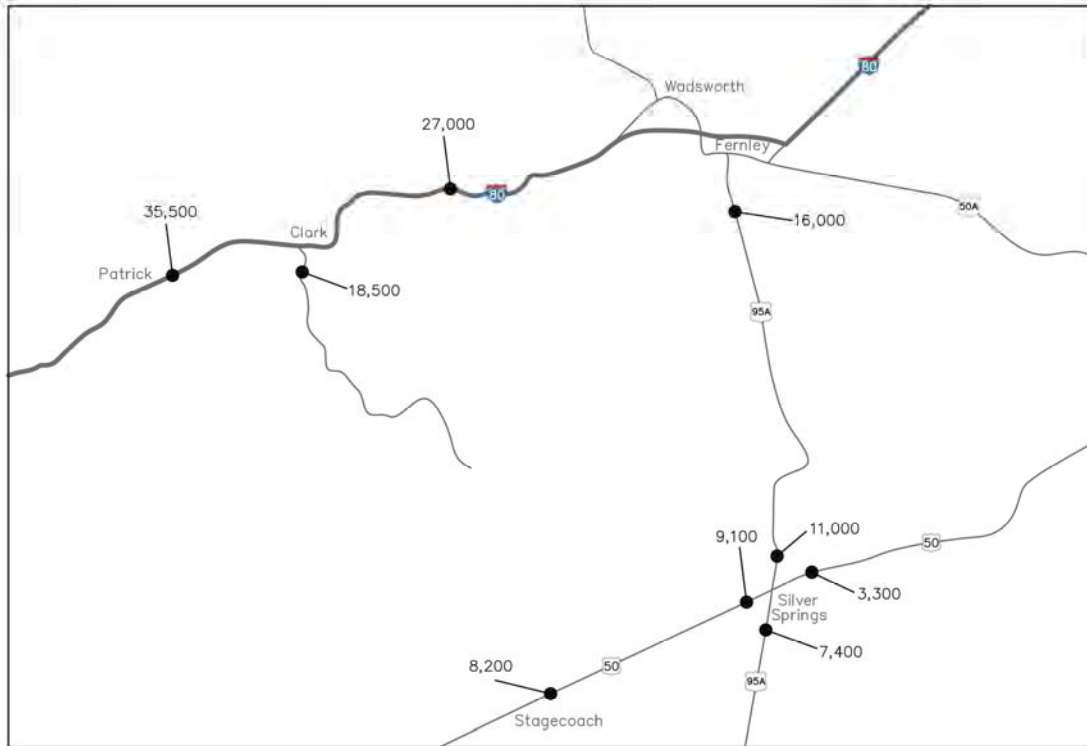 80
Wadsworth
27,000
Fernley
80
50A
35,500
16,000
Clark
Patrick
18,500
95A
11,000
9,100
50
3,300
Silver
Springs
7,400
8,200
50
95A
Stagecoach